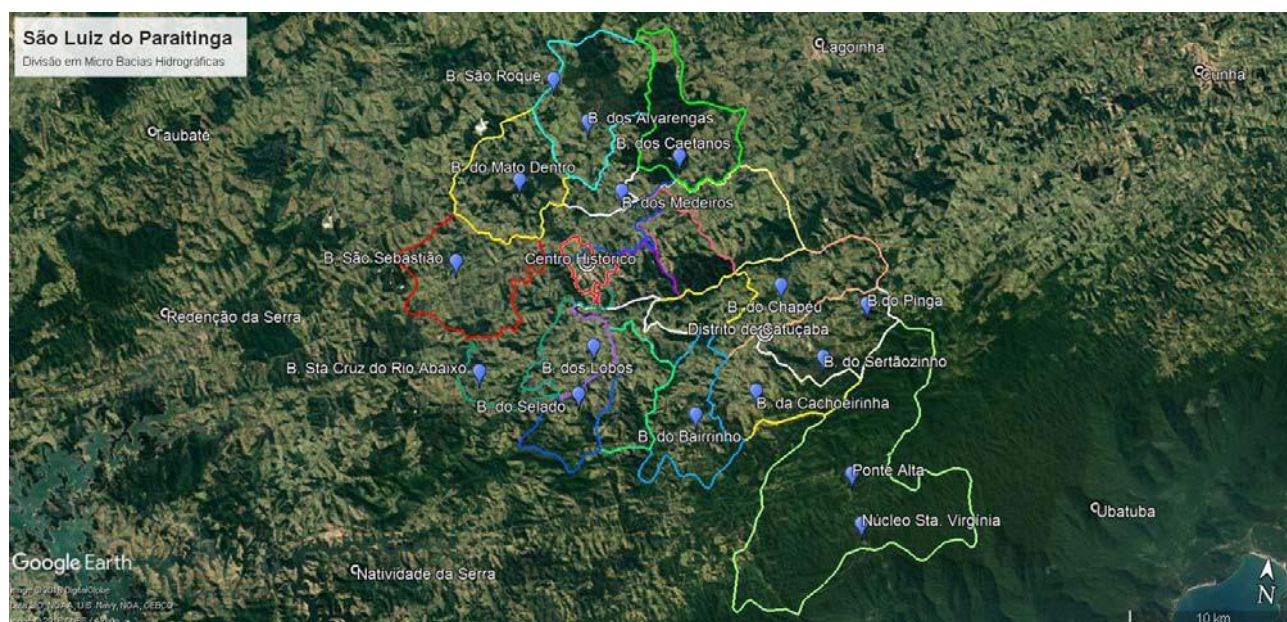 São Luiz do Paraitinga
Divisão em Micro Bacias Hidrográficas
Lagoinha
Cunha
B. São Roque
Taubaté
B. dos Alvarengas
B. dos Caetanos
B. do Mato Dentro
B. dos Medeiros
B. São Sebastião
Centro Histórico
B. do Chapéu
B. do Pinga
Redenção da Serra
Distrito de Catuçaba
B. do Sertãozinho
B. Sta Cruz do Rio Abaixo
B. dos Lobos
B. do Selado
B. da Cachoeirinha
B. do Bairrinho
Ponte Alta
Ubatuba
Núcleo Sta. Virgínia
Google Earth
Natividade da Serra
N
10 km